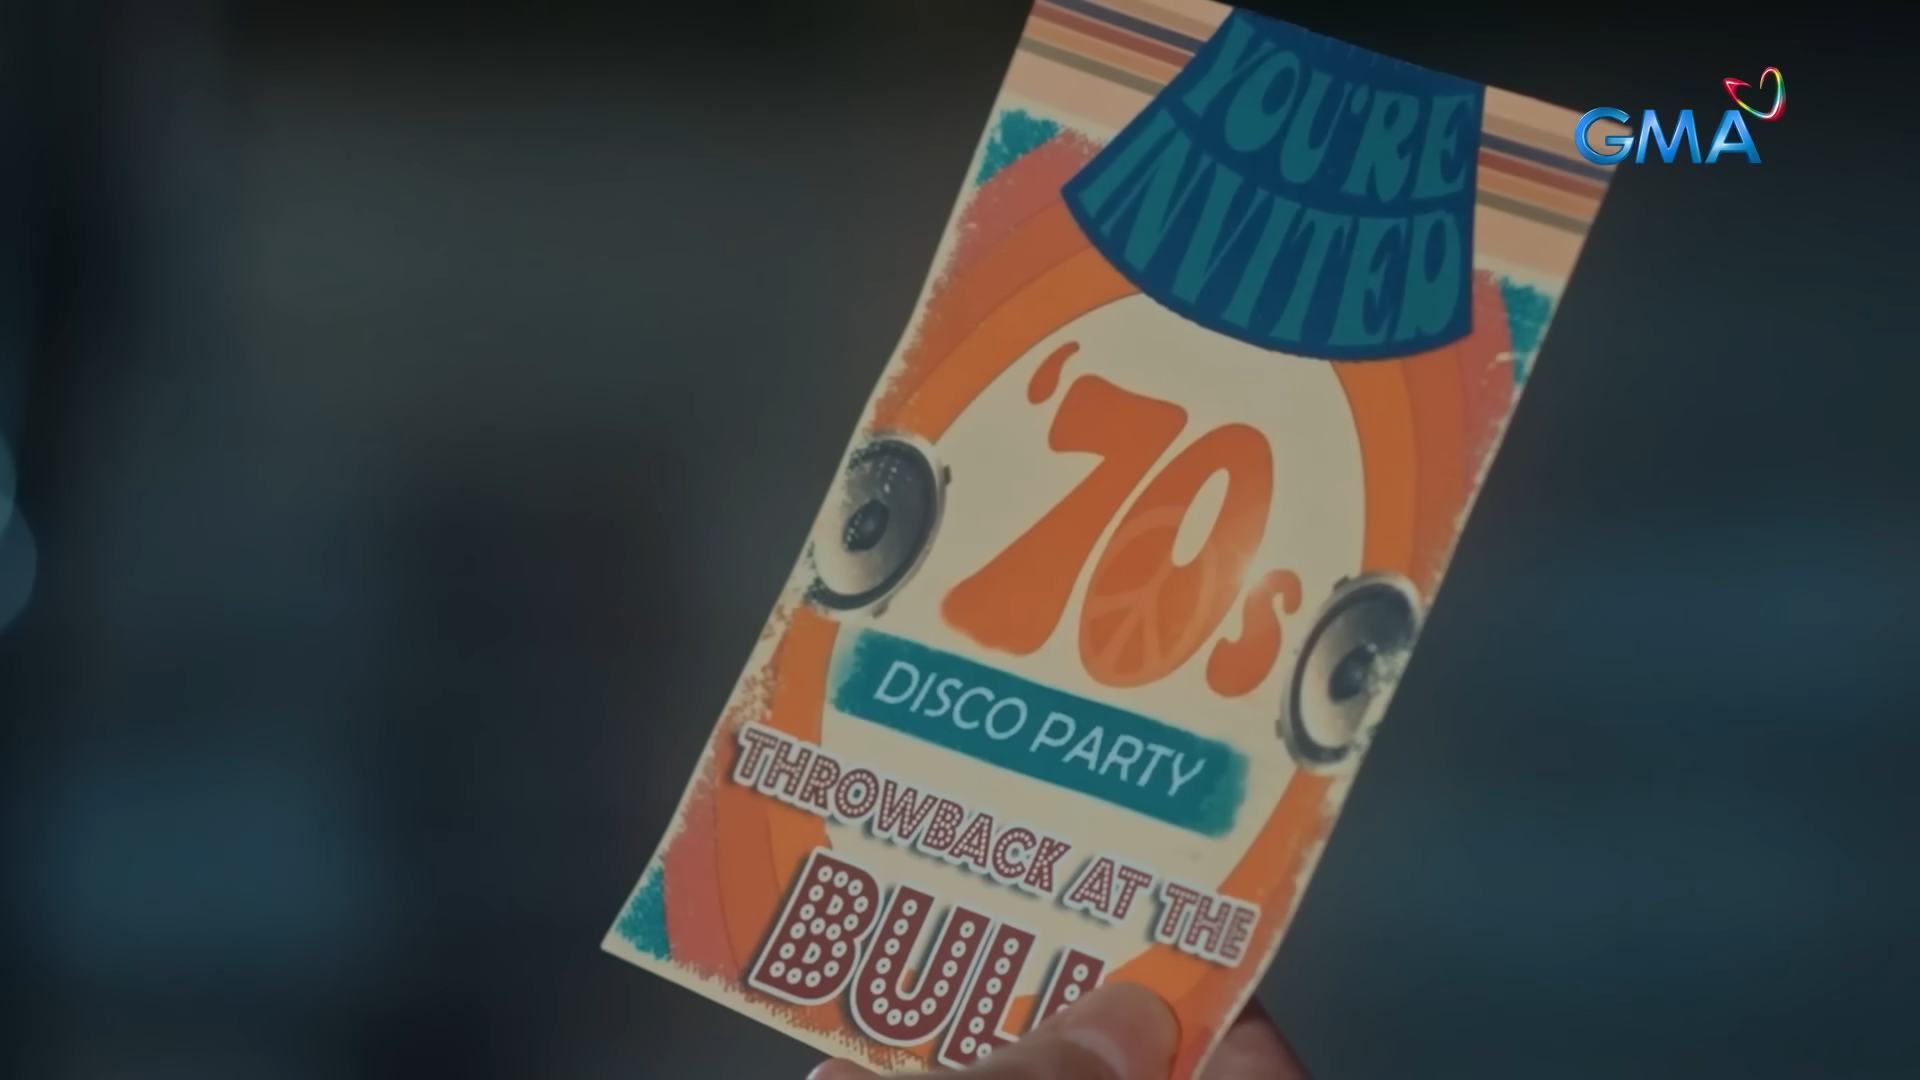 GMA
YOU'RE
INVITED
'70s
DISCO PARTY
THROWBACK AT THE